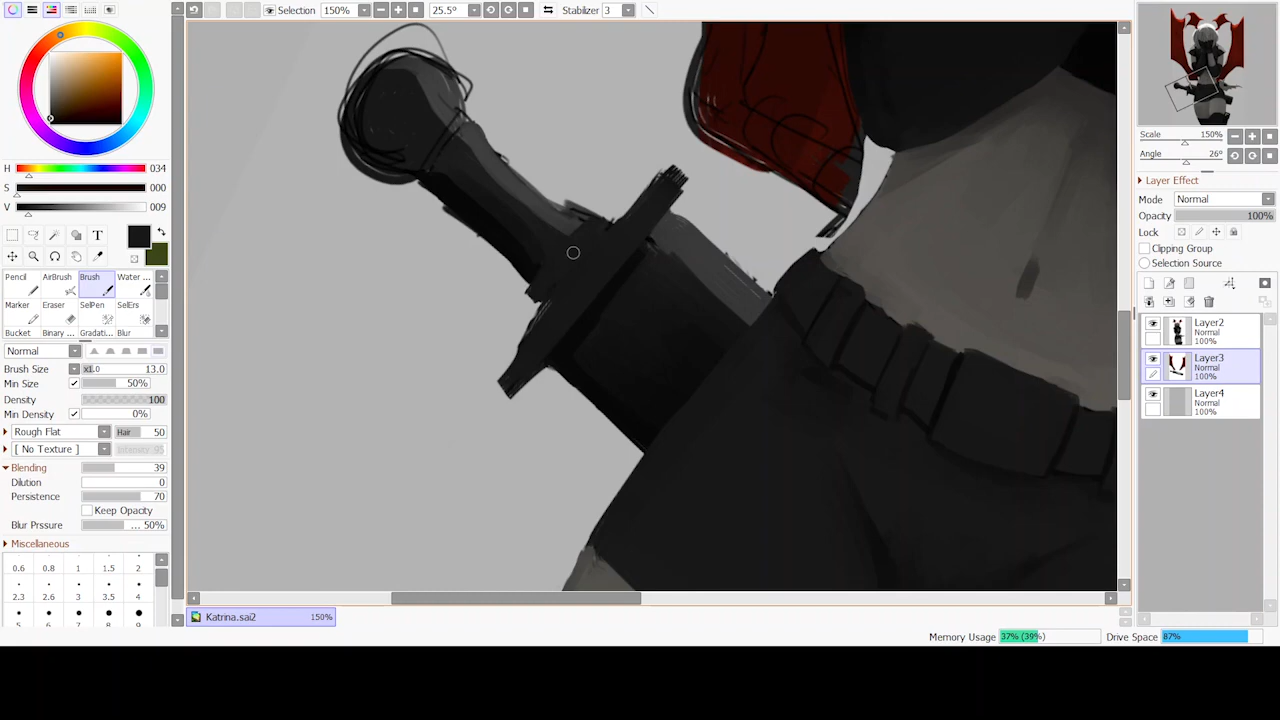 Selection 150% 25.5° Stabilizer 3
H 034
S 000
V 009
T
Pencil AirBrush Brush Water ...
Marker Eraser SelPen SelErs
Bucket Binary ... Gradati... Blur
Normal
Brush Size x1.0 13.0
Min Size 50%
Density 100
Min Density 0%
Rough Flat Hair 50
[ No Texture ] Intensity 95
Blending 39
Dilution 0
Persistence 70
Keep Opacity
Blur Prssure ... 50%
Miscellaneous
0.6 0.8 1 1.5 2
2.3 2.6 3 3.5 4
5 6 7 8 9
Katrina.sai2 150%
Memory Usage 37% (39%) Drive Space 87%
Scale 150%
Angle 26°
Layer Effect
Mode Normal
Opacity 100%
Lock
Clipping Group
Selection Source
Layer2
Normal
100%
Layer3
Normal
100%
Layer4
Normal
100%